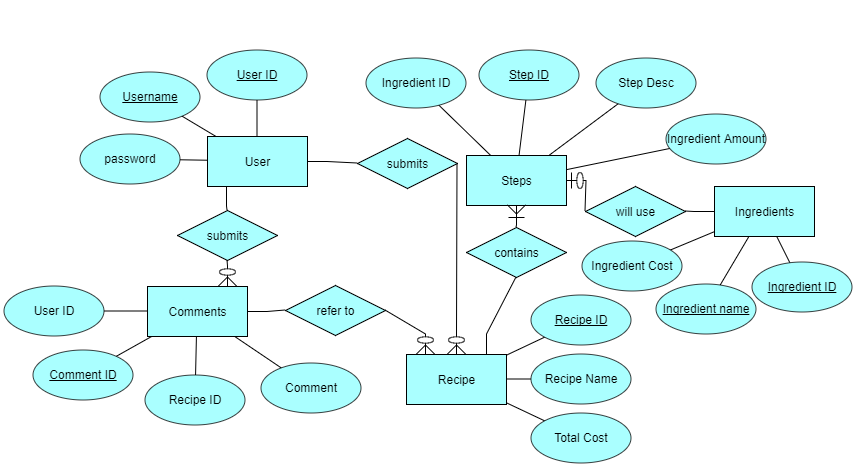 User ID
Username
password
User
submits
Ingredient ID
Step ID
Step Desc
Ingredient Amount
Steps
submits
will use
Ingredients
contains
Ingredient Cost
Ingredient name
Ingredient ID
User ID
Comments
refer to
Comment ID
Recipe ID
Comment
Recipe
Recipe ID
Recipe Name
Total Cost